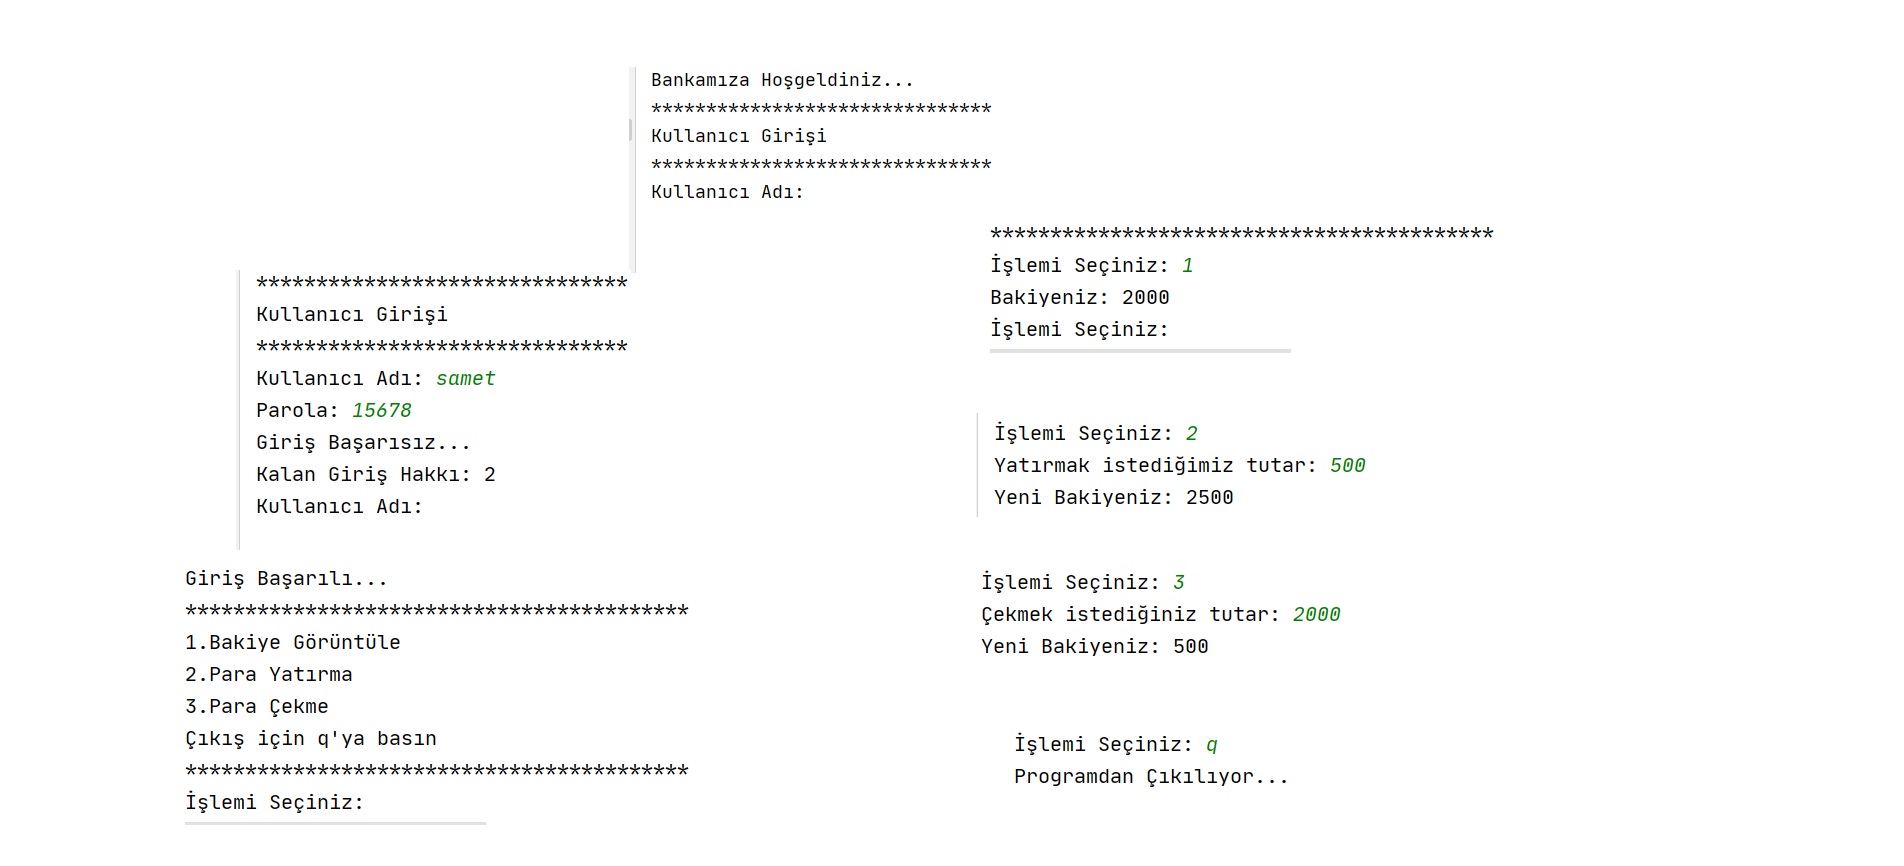 Bankamıza Hoşgeldiniz...
*******************************
Kullanıcı Girişi
*******************************
Kullanıcı Adı:
*******************************
Kullanıcı Girişi
*******************************
Kullanıcı Adı: samet
Parola: 15678
Giriş Başarısız...
Kalan Giriş Hakkı: 2
Kullanıcı Adı:
Giriş Başarılı...
******************************************
1.Bakiye Görüntüle
2.Para Yatırma
3.Para Çekme
Çıkış için q'ya basın
******************************************
İşlemi Seçiniz:
******************************************
İşlemi Seçiniz: 1
Bakiyeniz: 2000
İşlemi Seçiniz:
İşlemi Seçiniz: 2
Yatırmak istediğimiz tutar: 500
Yeni Bakiyeniz: 2500
İşlemi Seçiniz: 3
Çekmek istediğiniz tutar: 2000
Yeni Bakiyeniz: 500
İşlemi Seçiniz: q
Programdan Çıkılıyor...